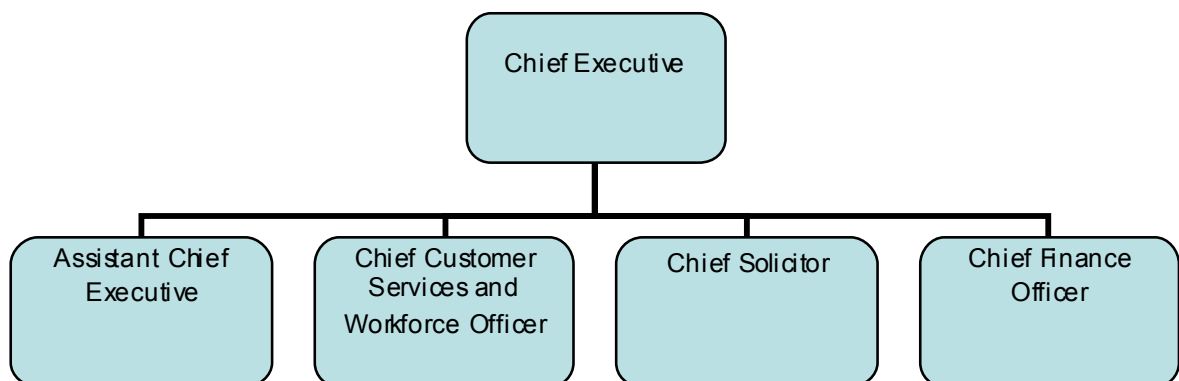 Chief Executive
Assistant Chief
Executive
Chief Customer
Services and
Workforce Officer
Chief Solicitor
Chief Finance
Officer